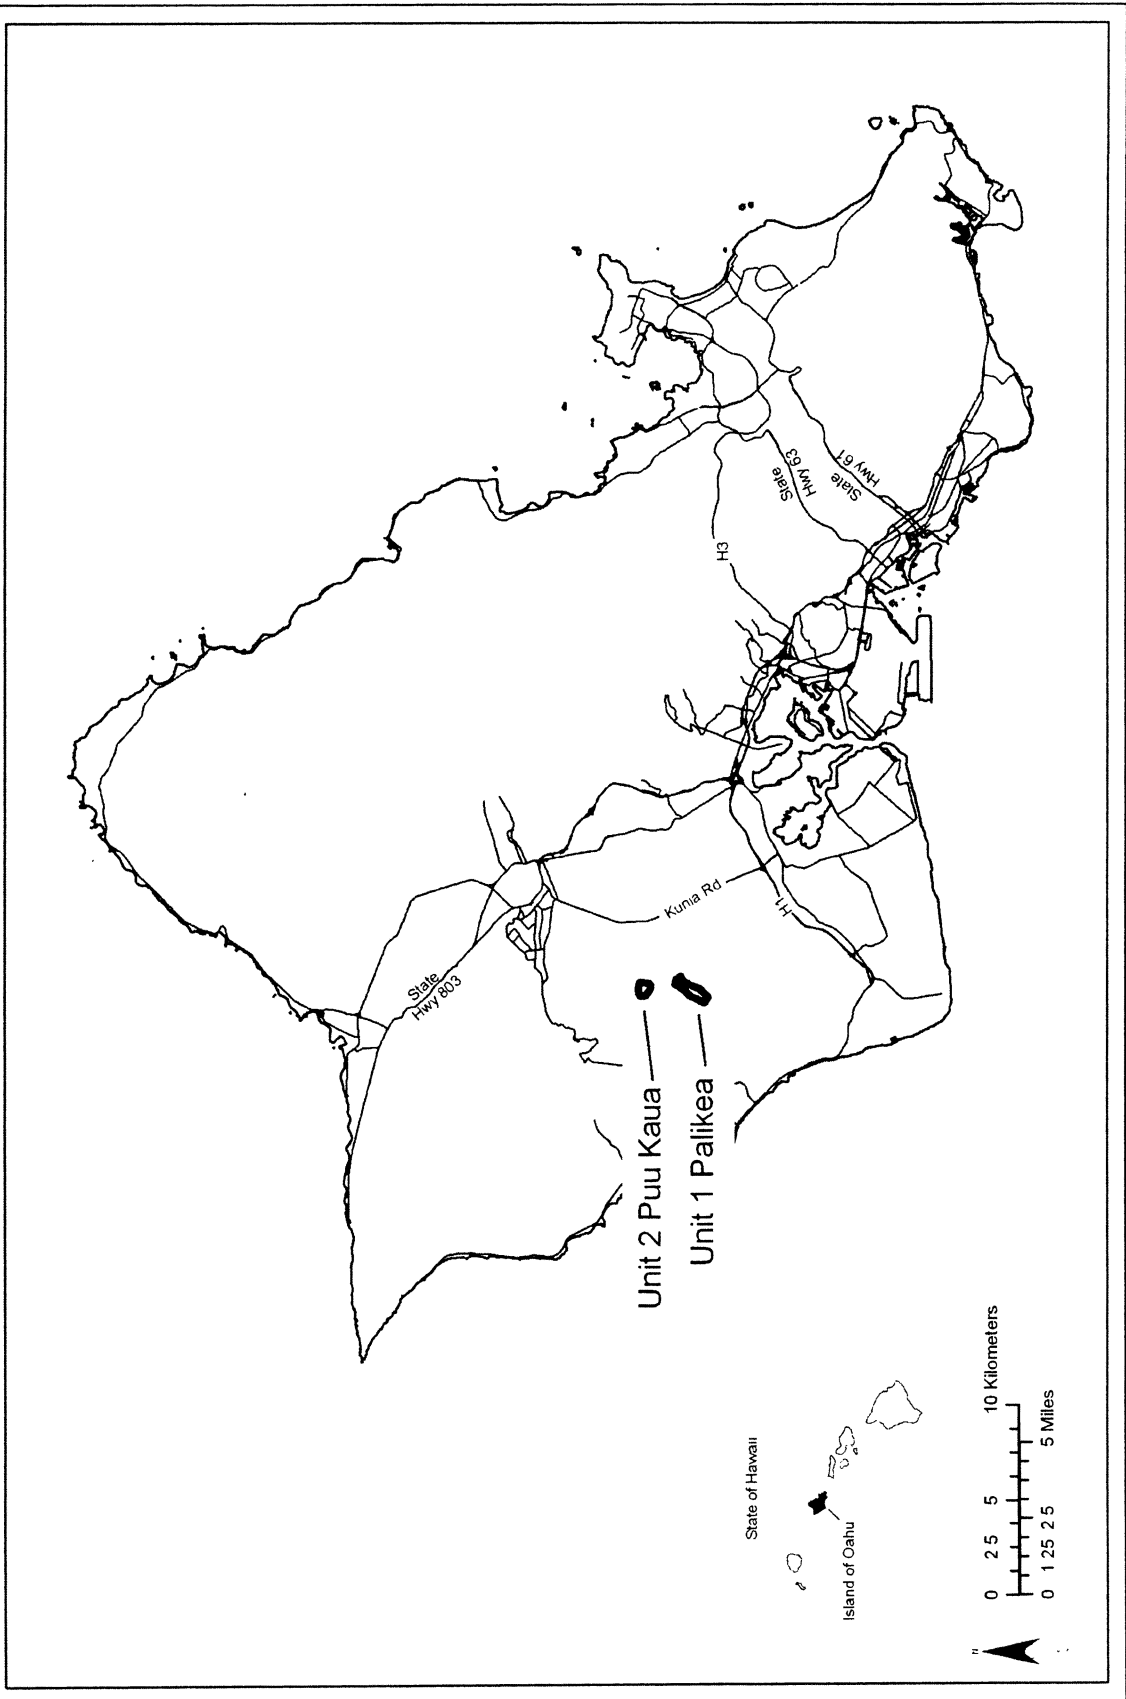 State
Hwy 803
Kunia Rd
H1
H3
State
Hwy 63
State
Hwy 61
Unit 2 Puu Kaua
Unit 1 Palikea
State of Hawaii
Island of Oahu
0 2 5 5 10 Kilometers
0 1 25 2 5 5 Miles
N